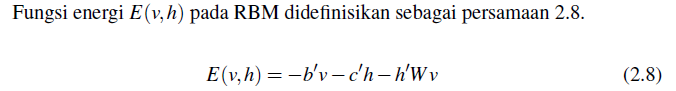 Fungsi energi E(v,h) pada RBM didefinisikan sebagai persamaan 2.8.
E(v,h) = −b′v − c′h − h′Wv (2.8)